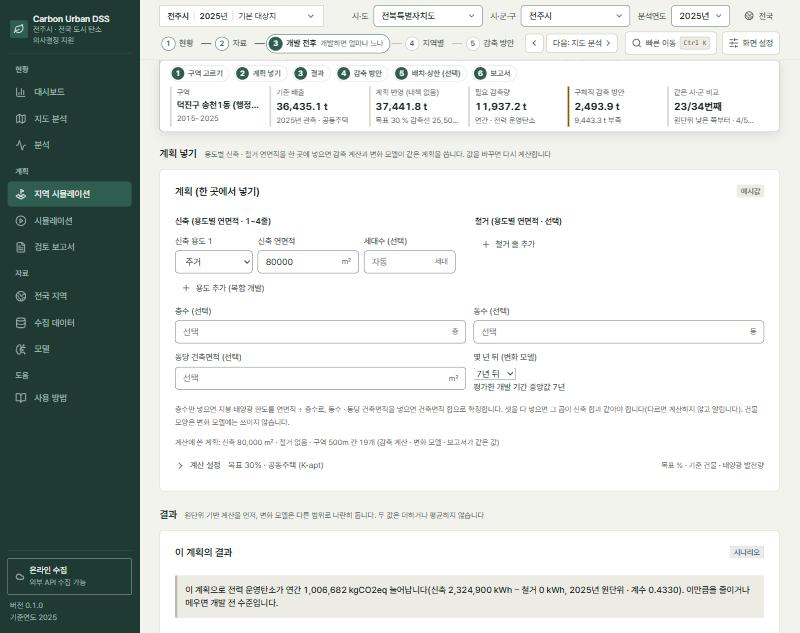 Carbon Urban DSS
전주시 · 전국 도시 탄소
의사결정 지원
현황
대시보드
지도 분석
분석
계획
지역 시뮬레이션
시뮬레이션
검토 보고서
자료
전국 지역
수집 데이터
모델
도움
사용 방법
온라인 수집
외부 API 수집 가능
버전 0.1.0
기준연도 2025
전주시 2025년 기본 대상지
시·도 전북특별자치도
시·군·구 전주시
분석연도 2025년
전국
1 현황 2 자료 3 개발 전후 개발하면 얼마나 느나 4 지역별 5 감축 방안
다음: 지도 분석
빠른 이동 Ctrl K
화면 설정
1 구역 고르기 2 계획 넣기 3 결과 4 감축 방안 5 배치·상한 (선택) 6 보고서
구역
덕진구 송천1동 (행정...
2015–2025
기준 배출
36,435.1 t
2025년 관측 · 공동주택
계획 반영 (대책 없음)
37,441.8 t
목표 30 % 감축선 25,50...
필요 감축량
11,937.2 t
연간 · 전력 운영탄소
구체적 감축 방안
2,493.9 t
9,443.3 t 부족
같은 시·군 비교
23/34번째
원단위 낮은 쪽부터 · 4/5...
계획 넣기 용도별 신축 · 철거 연면적을 한 곳에 넣으면 감축 계산과 변화 모델이 같은 계획을 씁니다. 값을 바꾸면 다시 계산합니다
계획 (한 곳에서 넣기)
예시값
신축 (용도별 연면적 · 1~4줄)
철거 (용도별 연면적 · 선택)
신축 용도 1
신축 연면적
세대수 (선택)
철거 줄 추가
주거
80000 m²
자동 세대
용도 추가 (복합 개발)
층수 (선택)
동수 (선택)
선택 층
선택 동
동당 건축면적 (선택)
몇 년 뒤 (변화 모델)
선택 m²
7년 뒤
평가한 개발 기간 중앙값 7년
층수만 넣으면 지붕 태양광 한도를 연면적 ÷ 층수로, 동수 · 동당 건축면적을 넣으면 건축면적 합으로 확정합니다. 셋을 다 넣으면 그 곱이 신축 합과 같아야 합니다(다르면 계산하지 않고 알립니다). 건물
모양은 변화 모델에는 쓰이지 않습니다.
계산에 쓴 계획: 신축 80,000 m² · 철거 없음 · 구역 500m 칸 19개 (감축 계산 · 변화 모델 · 보고서가 같은 값)
계산 설정 목표 30% · 공동주택 (K-apt)
목표 % · 기준 건물 · 태양광 발전량
결과 원단위 기반 계산을 먼저, 변화 모델은 다른 범위로 나란히 둡니다. 두 값은 더하거나 평균하지 않습니다
이 계획의 결과
시나리오
이 계획으로 전력 운영탄소가 연간 1,006,682 kgCO2eq 늘어납니다(신축 2,324,900 kWh − 철거 0 kWh, 2025년 원단위 · 계수 0.4330). 이만큼을 줄이거나
메우면 개발 전 수준입니다.